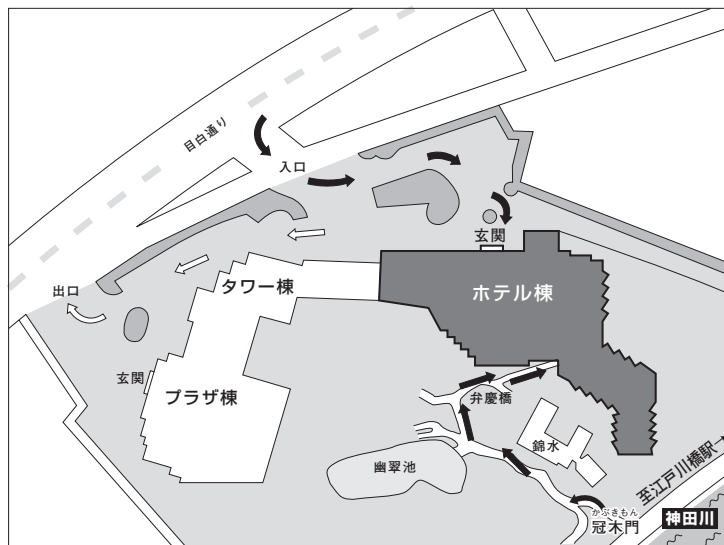 目白通り
入口
玄関
出口
タワー棟
ホテル棟
玄関
プラザ棟
弁慶橋
錦水
幽翠池
至江戸川橋駅→
かぶきもん
冠木門
神田川